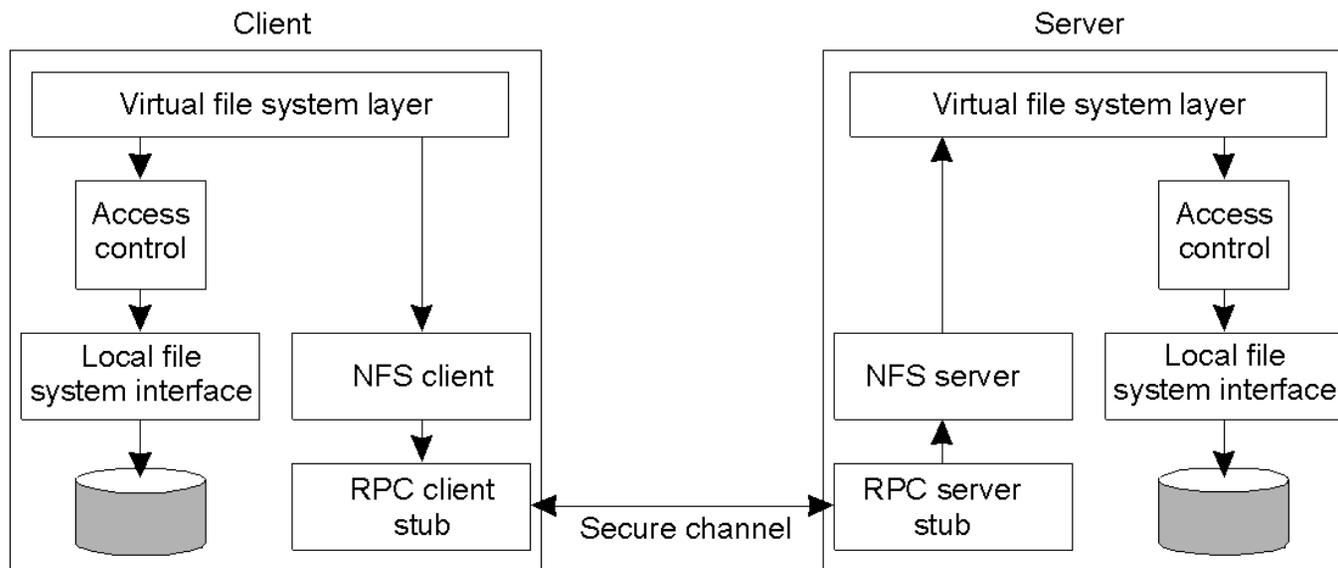 Client
Server
Virtual file system layer
Virtual file system layer
Access
control
Access
control
Local file
system interface
NFS client
NFS server
Local file
system interface
RPC client
stub
Secure channel
RPC server
stub